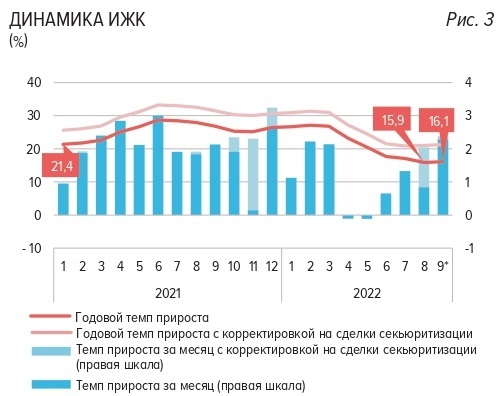 ДИНАМИКА ИЖК
(%)
Рис. 3
40
30
20
10
0
- 10
4
3
2
1
0
-1
21,4
15,9
16,1
1 2 3 4 5 6 7 8 9 10 11 12 1 2 3 4 5 6 7 8 9*
2021
2022
Годовой темп прироста
Годовой темп прироста с корректировкой на сделки секьюритизации
Темп прироста за месяц с корректировкой на сделки секьюритизации
(правая шкала)
Темп прироста за месяц (правая шкала)